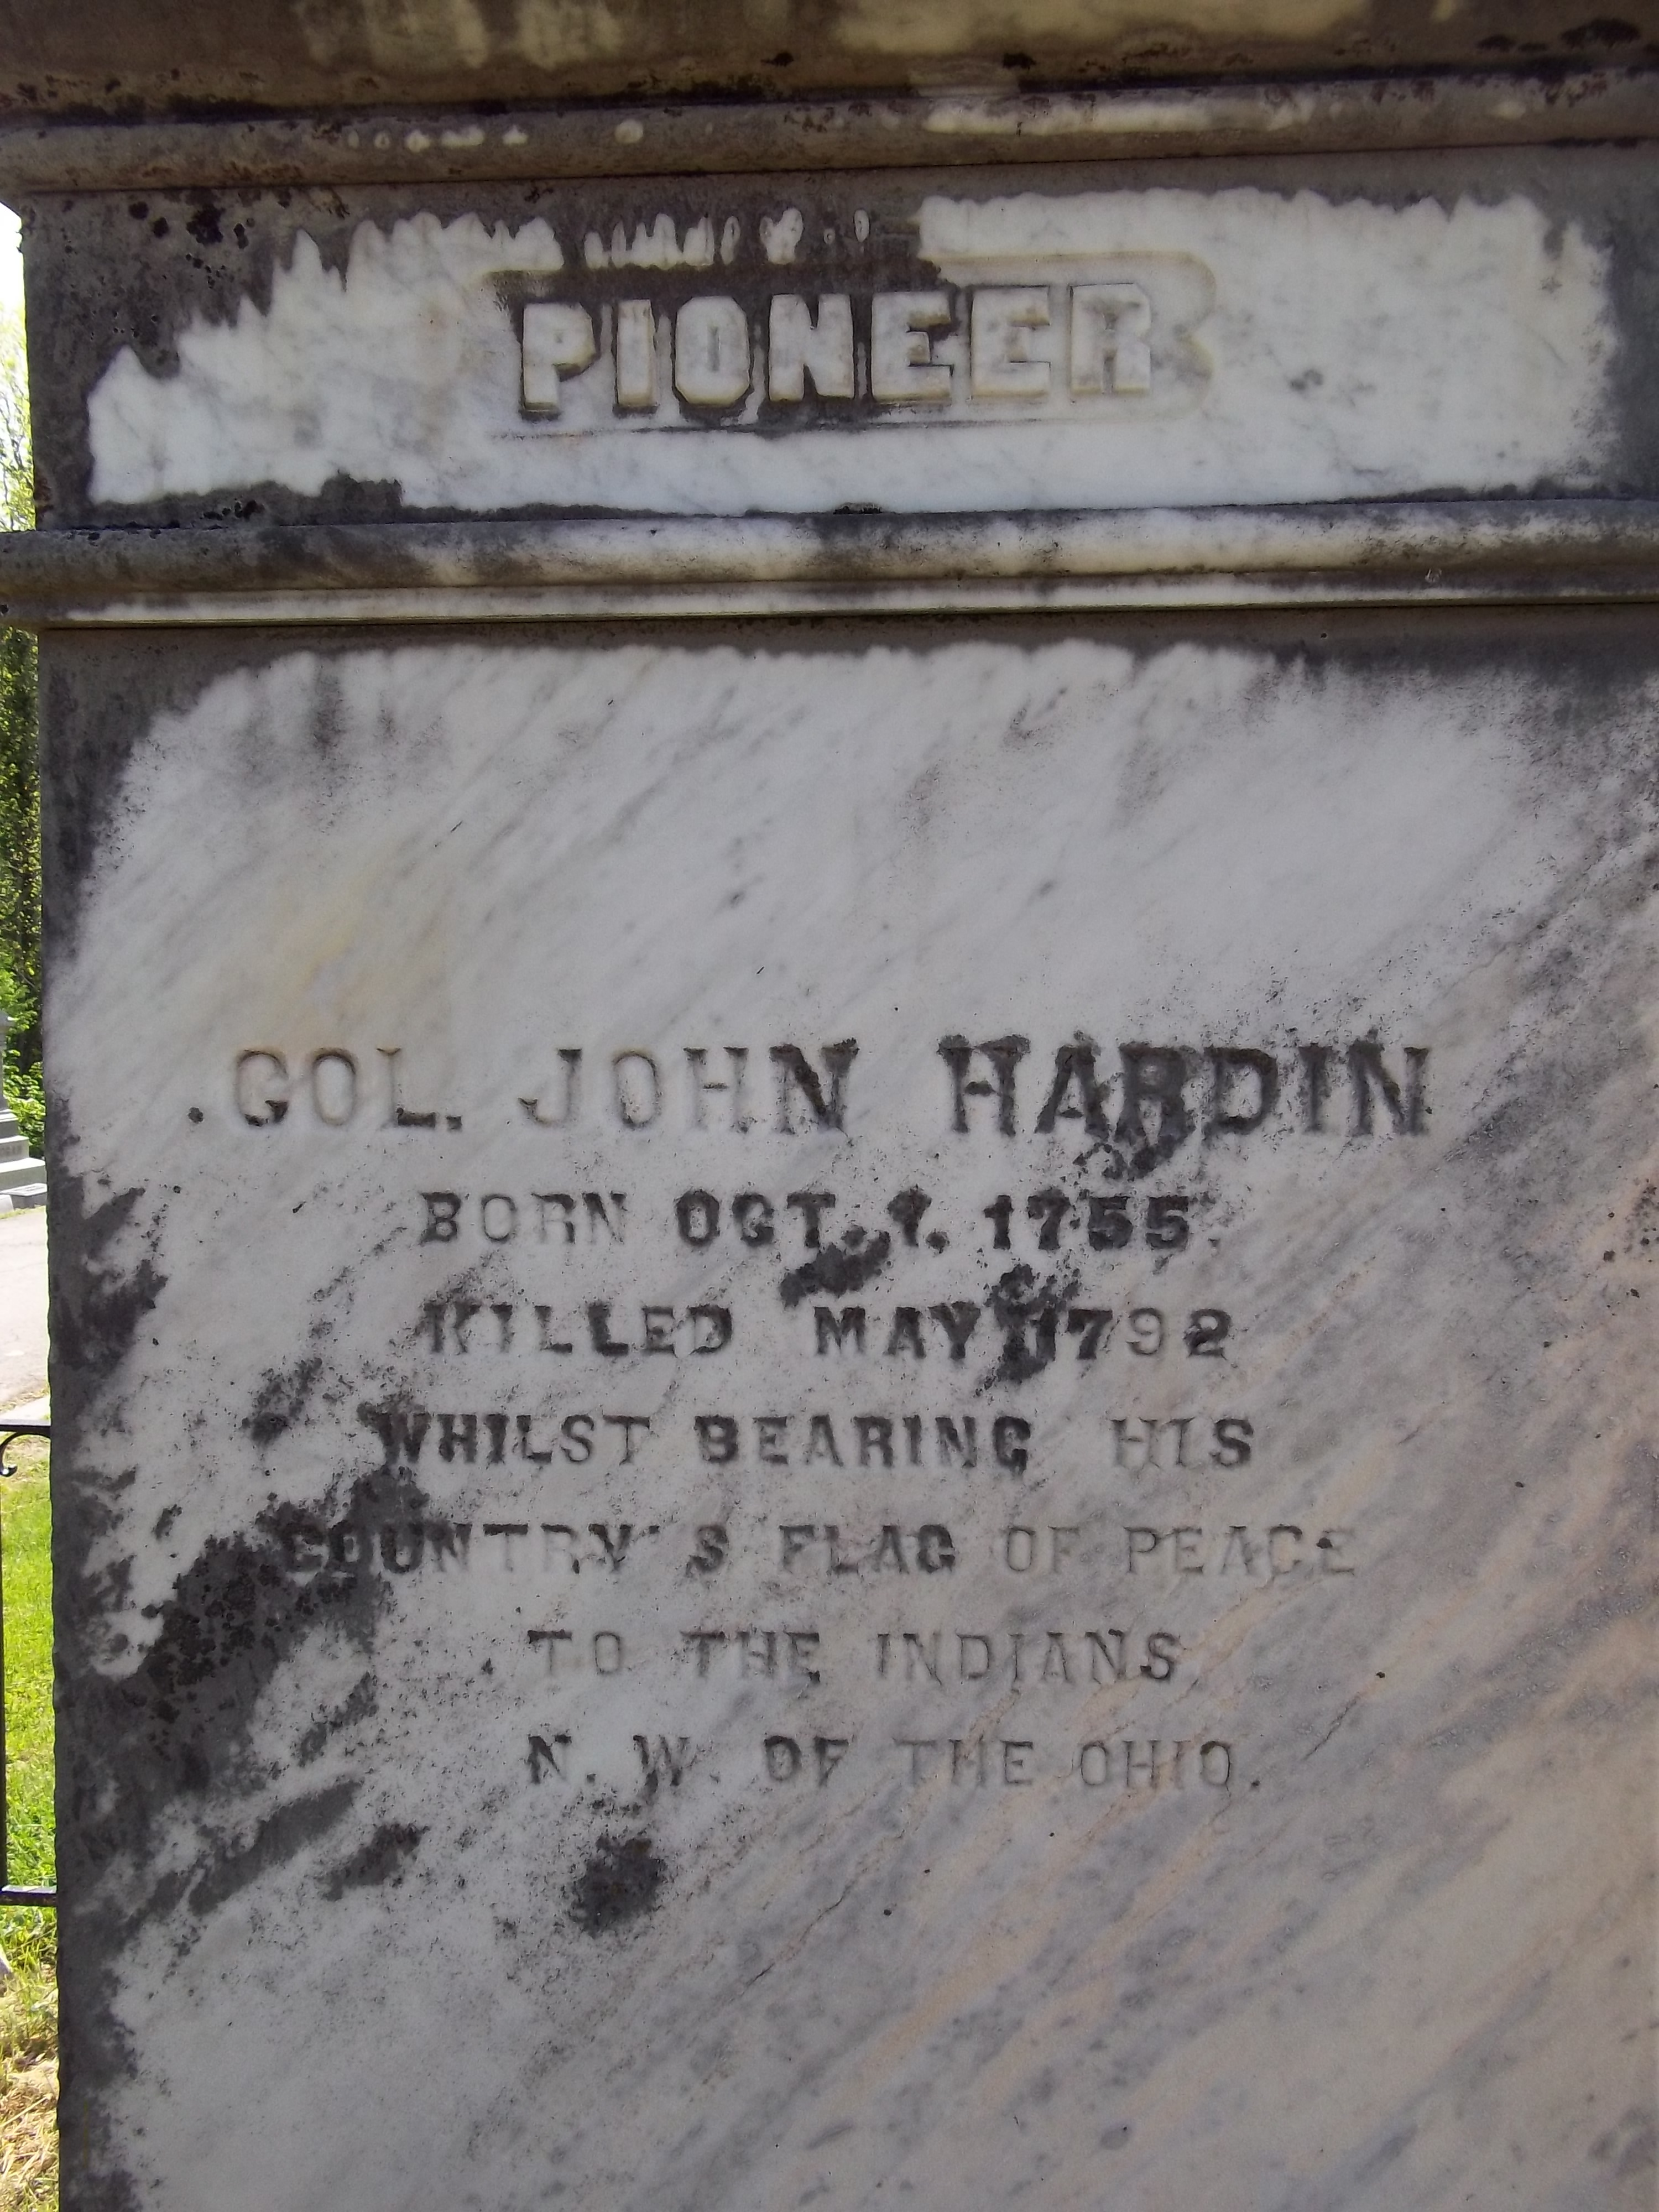 PIONEER
COL. JOHN HARDIN
BORN OCT. 1. 1755.
KILLED MAY 1792
WHILST BEARING HIS
COUNTRY'S FLAG OF PEACE
TO THE INDIANS
N. W. OF THE OHIO.